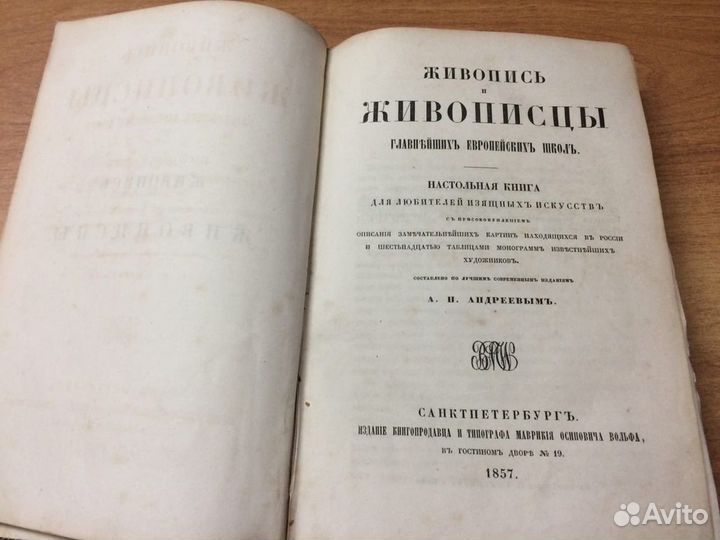 ЖИВОПИСЬ
и
ЖИВОПИСЦЫ
ГЛАВНѢЙШИХЪ ЕВРОПЕЙСКИХЪ ШКОЛЪ.
НАСТОЛЬНАЯ КНИГА
ДЛЯ ЛЮБИТЕЛЕЙ ИЗЯЩНЫХЪ ИСКУССТВЪ
СЪ ПРИСОВОКУПЛЕНІЕМЪ
ОПИСАНІЯ ЗАМѢЧАТЕЛЬНѢЙШИХЪ КАРТИНЪ НАХОДЯЩИХСЯ ВЪ РОССІИ
И ШЕСТЬНАДЦАТЬЮ ТАБЛИЦАМИ МОНОГРАММЪ ИЗВѢСТНѢЙШИХЪ
ХУДОЖНИКОВЪ.
СОСТАВЛЕНО ПО ЛУЧШИМЪ СОВРЕМЕННЫМЪ ИЗДАНІЯМЪ
А. Н. АНДРЕЕВЫМЪ.
САНКТПЕТЕРБУРГЪ.
ИЗДАНІЕ КНИГОПРОДАВЦА И ТИПОГРАФА МАВРИКІЯ ОСИПОВИЧА ВОЛЬФА,
ВЪ ГОСТИНОМЪ ДВОРѢ № 19.
1857.
Avito